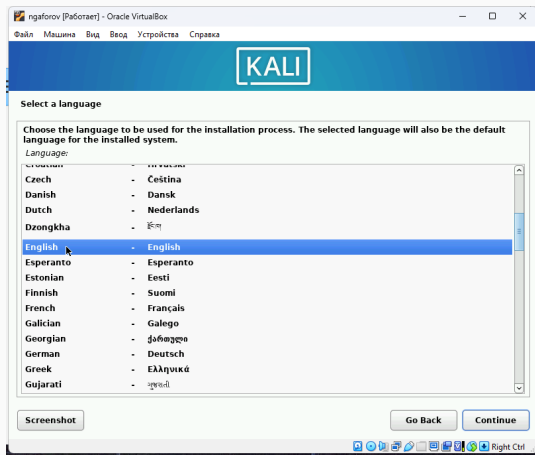 ngaforov [Работает] - Oracle VirtualBox
Файл Машина Вид Ввод Устройства Справка
KALI
Select a language
Choose the language to be used for the installation process. The selected language will also be the default
language for the installed system.
Language:
Croatian - Hrvatski
Czech - Čeština
Danish - Dansk
Dutch - Nederlands
Dzongkha - རྫོང་ཁ།
English - English
Esperanto - Esperanto
Estonian - Eesti
Finnish - Suomi
French - Français
Galician - Galego
Georgian - ქართული
German - Deutsch
Greek - Ελληνικά
Gujarati - ગુજરાતી
Screenshot Go Back Continue
Right Ctrl